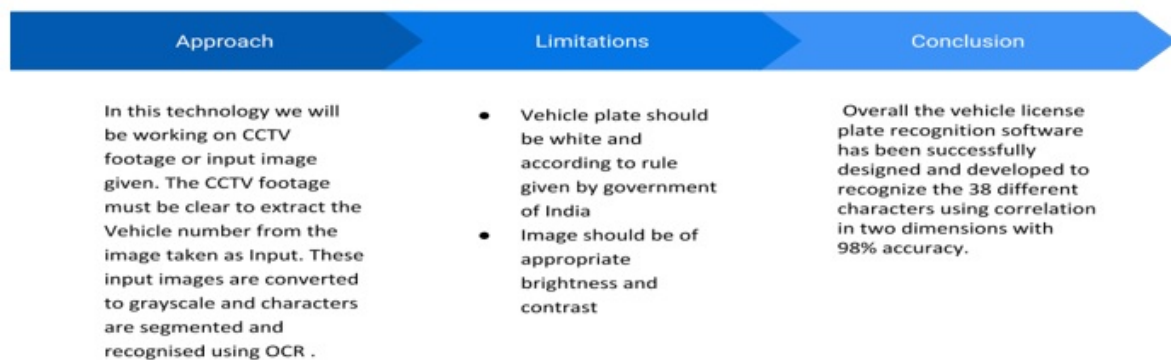 Approach
Limitations
Conclusion
In this technology we will
be working on CCTV
footage or input image
given. The CCTV footage
must be clear to extract the
Vehicle number from the
image taken as Input. These
input images are converted
to grayscale and characters
are segmented and
recognised using OCR .
● Vehicle plate should
be white and
according to rule
given by government
of India
● Image should be of
appropriate
brightness and
contrast
Overall the vehicle license
plate recognition software
has been successfully
designed and developed to
recognize the 38 different
characters using correlation
in two dimensions with
98% accuracy.